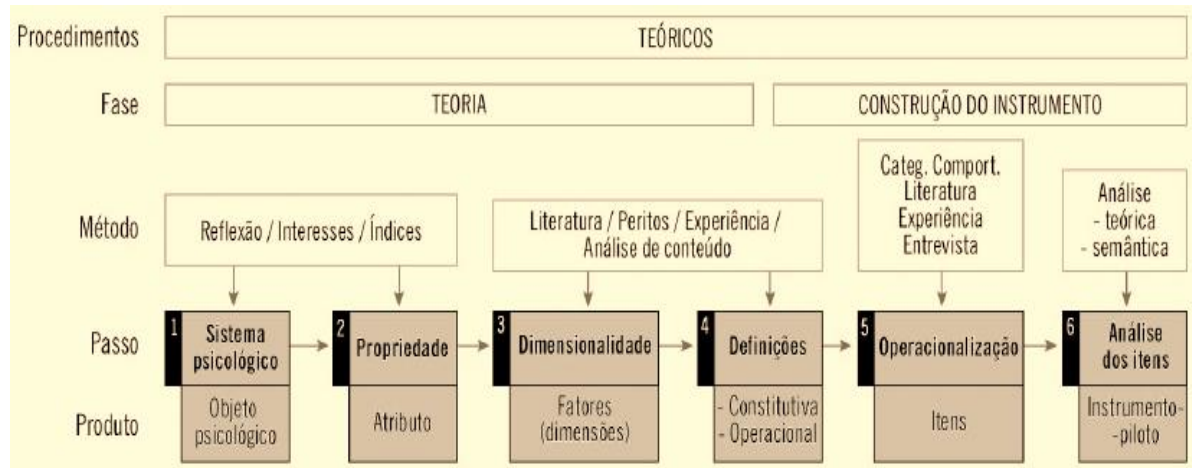 Procedimentos
TEÓRICOS
Fase
TEORIA
CONSTRUÇÃO DO INSTRUMENTO
Método
Reflexão / Interesses / Índices
Literatura / Peritos / Experiência /
Análise de conteúdo
Categ. Comport.
Literatura
Experiência
Entrevista
Análise
- teórica
- semântica
Passo
1
Sistema
psicológico
2
Propriedade
3
Dimensionalidade
4
Definições
5
Operacionalização
6
Análise
dos itens
Produto
Objeto
psicológico
Atributo
Fatores
(dimensões)
- Constitutiva
- Operacional
Itens
Instrumento-
-piloto